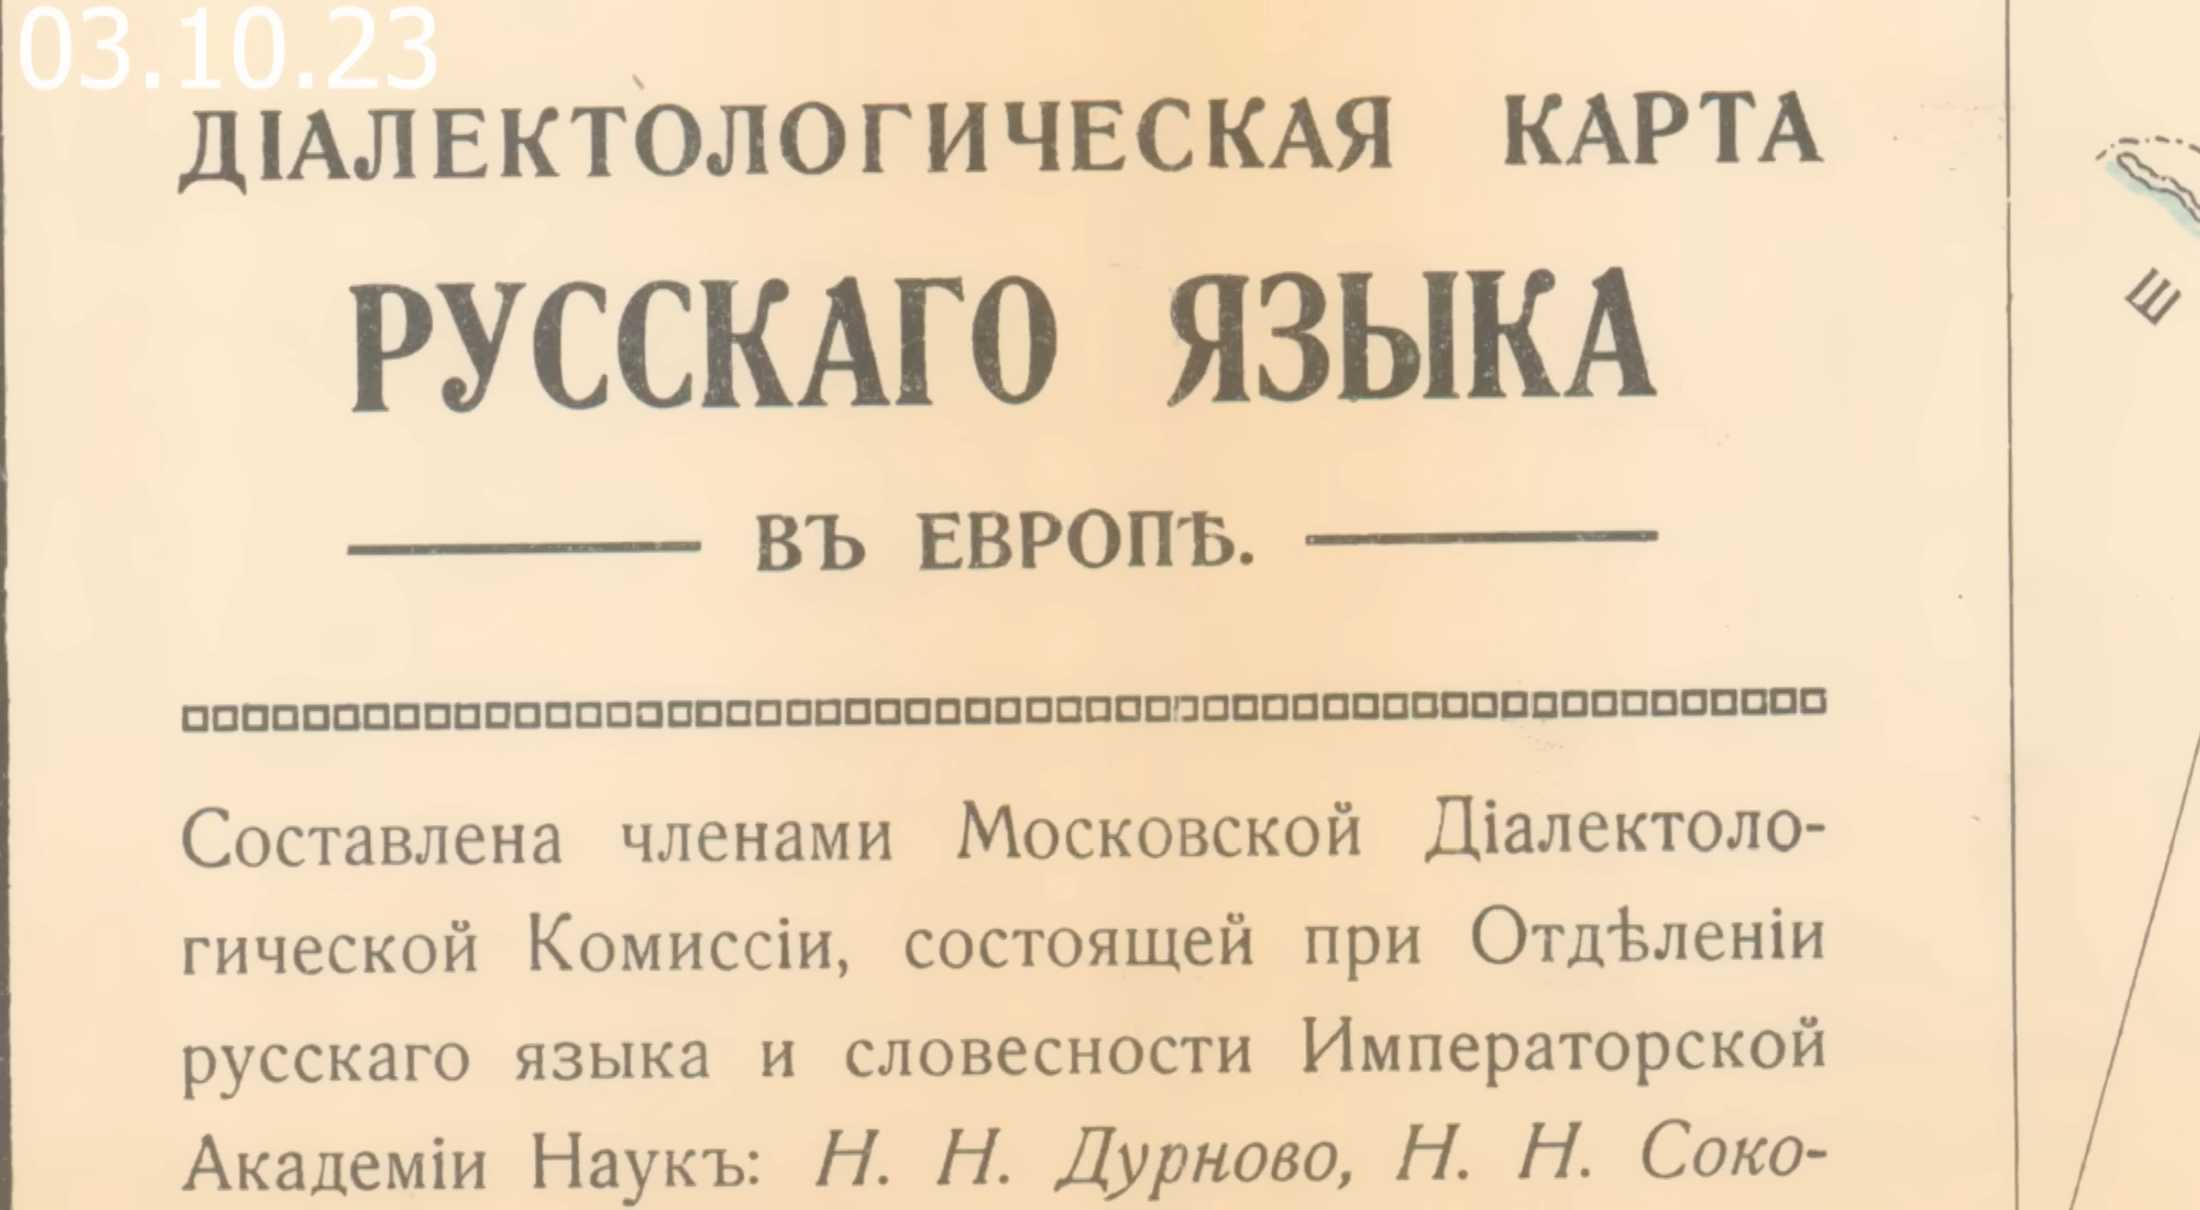 03.10.23
ДІАЛЕКТОЛОГИЧЕСКАЯ КАРТА
РУССКАГО ЯЗЫКА
ВЪ ЕВРОПѢ.
Составлена членами Московской Діалектоло-
гической Комиссіи, состоящей при Отдѣленіи
русскаго языка и словесности Императорской
Академіи Наукъ: Н. Н. Дурново, Н. Н. Соко-
Ш